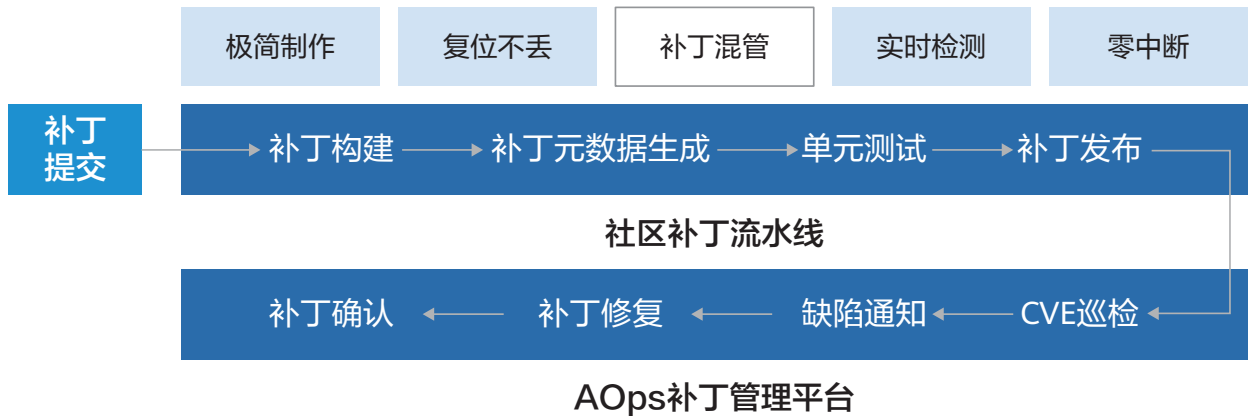 极简制作
复位不丢
补丁混管
实时检测
零中断
补丁
提交
补丁构建
补丁元数据生成
单元测试
补丁发布
社区补丁流水线
补丁确认
补丁修复
缺陷通知
CVE巡检
AOps补丁管理平台